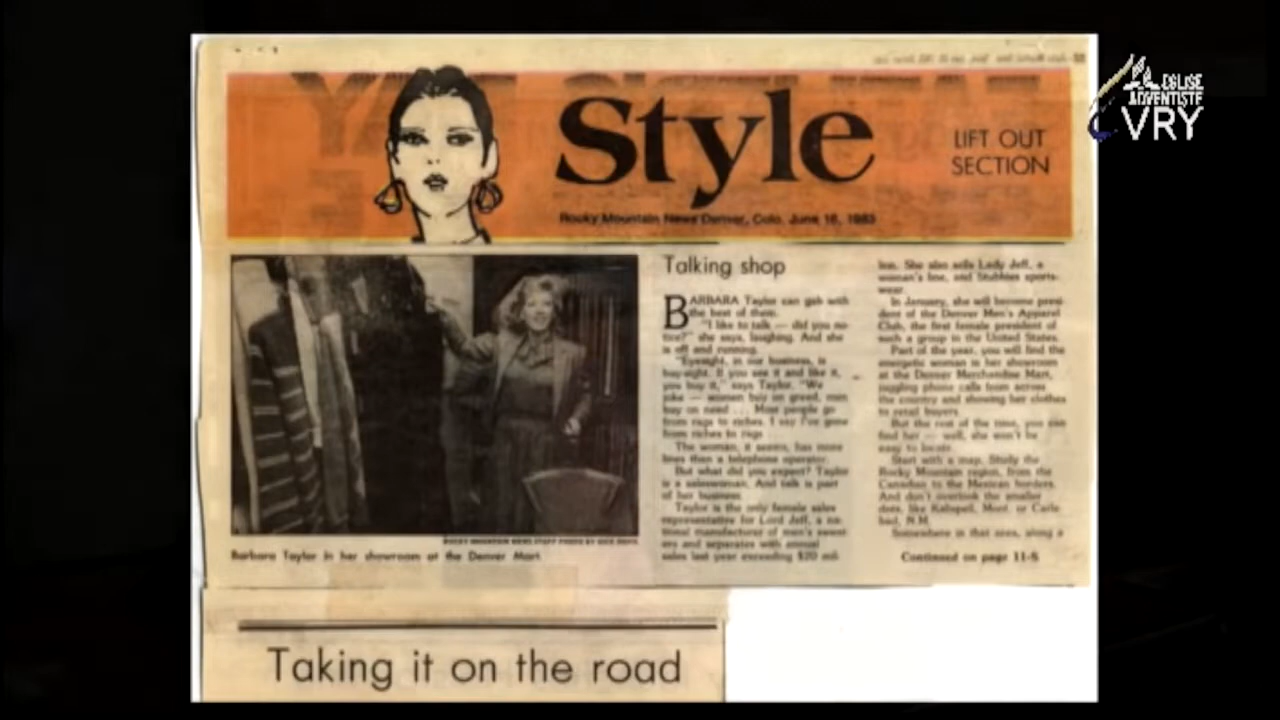 Style
LIFT OUT
SECTION
Rocky Mountain News Denver, Colo. June 16, 1983
Talking shop
BARBARA Taylor can gab with
the best of them.
"I like to talk — did you no-
tice?" she says, laughing. And she
is off and running.
"Eyesight, in our business, is
buy-sight. If you see it and like it,
you buy it," says Taylor. "We
joke — women buy on greed, men
buy on need ... Most people go
from rags to riches. I say I've gone
from riches to rags
The woman, it seems, has more
lines than a telephone operator.
But what did you expect? Taylor
is a saleswoman. And talk is part
of her business
Taylor is the only female sales
representative for Lord Jeff, a na-
tional manufacturer of men's sweat-
ers and separates with annual
sales last year exceeding $20 mil-
lion. She also sells Lady Jeff, a
woman's line, and Stubbies sports-
wear.
In January, she will become presi-
dent of the Denver Men's Apparel
Club, the first female president of
such a group in the United States.
Part of the year, you will find the
energetic woman in her showroom
at the Denver Merchandise Mart,
juggling phone calls from across
the country and showing her clothes
to retail buyers.
But the rest of the time, you can
find her — well, she won't be
easy to locate.
Start with a map. Study the
Rocky Mountain region, from the
Canadian to the Mexican borders.
And don't overlook the smaller
dots, like Kalispell, Mont. or Carls-
bad, N.M.
Somewhere in that area, along a
Continued on page 11-S
ROCKY MOUNTAIN NEWS STAFF PHOTO BY
Barbara Taylor in her showroom at the Denver Mart.
Taking it on the road
ÉGLISE
ADVENTISTE
VRY